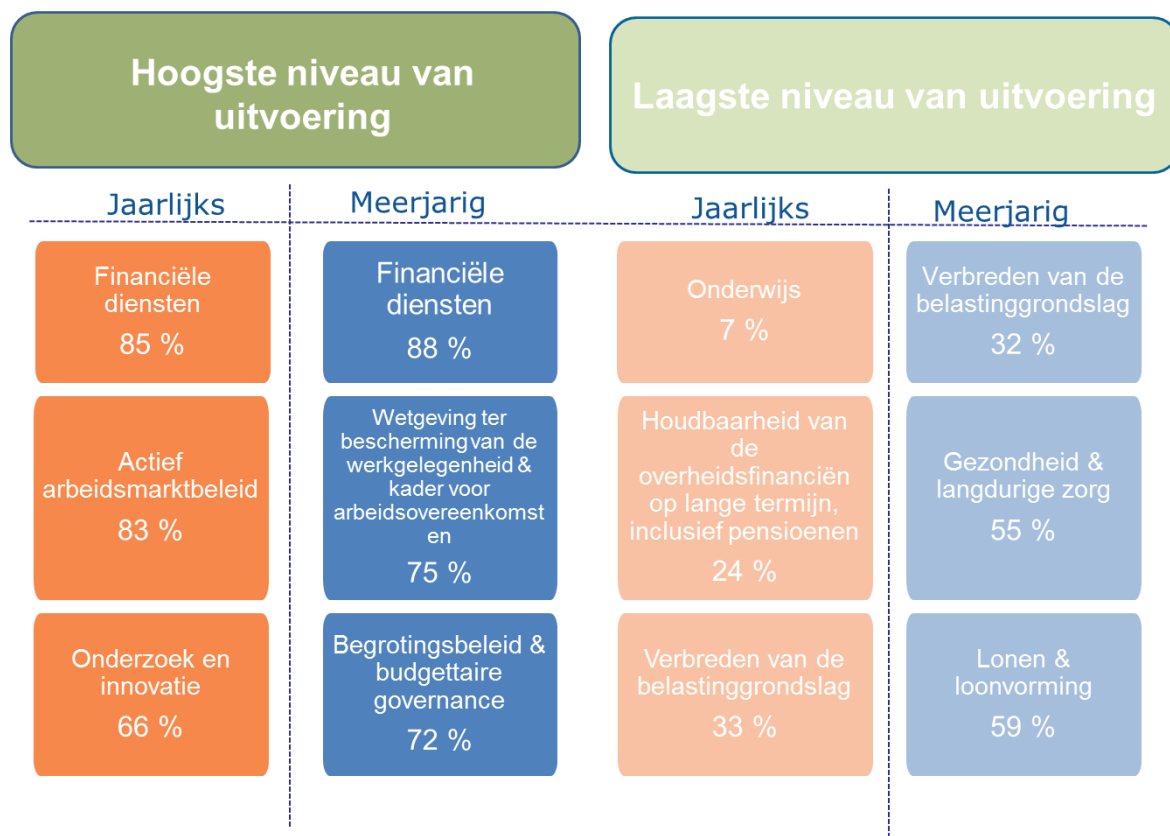 Hoogste niveau van
uitvoering
Laagste niveau van uitvoering
Jaarlijks
Meerjarig
Jaarlijks
Meerjarig
Financiële
diensten
85 %
Financiële
diensten
88 %
Onderwijs
7 %
Verbreden van de
belastinggrondslag
32 %
Actief
arbeidsmarktbeleid
83 %
Wetgeving ter
bescherming van de
werkgelegenheid &
kader voor
arbeidsovereenkomst
en
75 %
Houdbaarheid van
de
overheidsfinanciën
op lange termijn,
inclusief pensioenen
24 %
Gezondheid &
langdurige zorg
55 %
Onderzoek en
innovatie
66 %
Begrotingsbeleid &
budgettaire
governance
72 %
Verbreden van de
belastinggrondslag
33 %
Lonen &
loonvorming
59 %